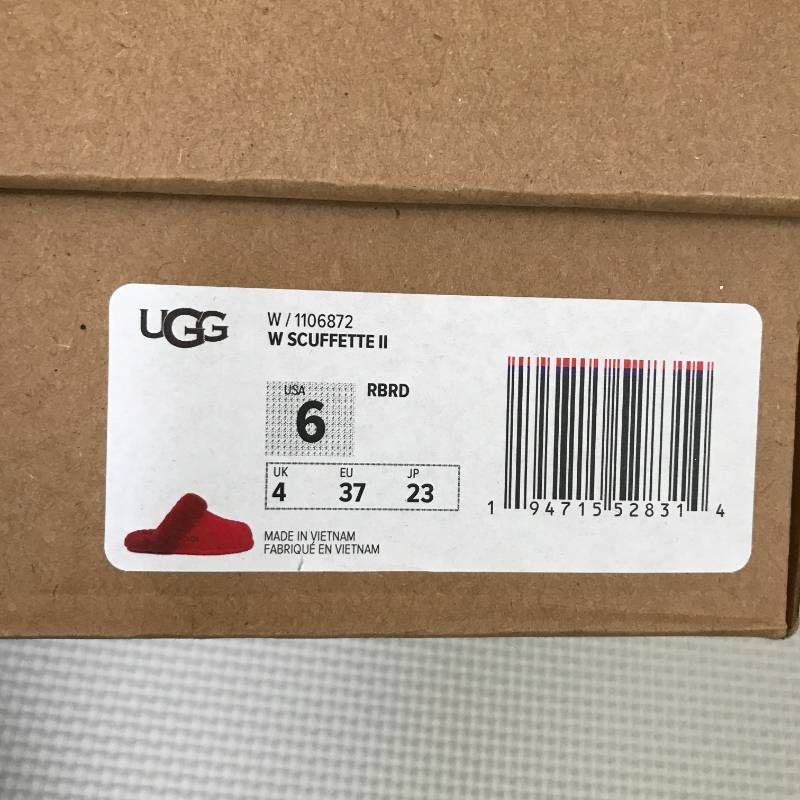 UGG
W / 1106872
W SCUFFETTE II
USA
6
RBRD
UK EU JP
4 37 23
MADE IN VIETNAM
FABRIQUÉ EN VIETNAM
1 94715 52831 4